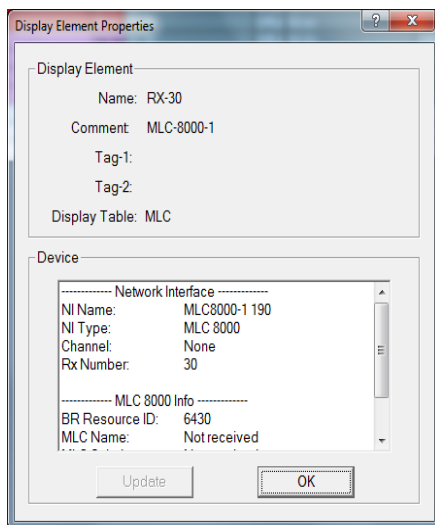 Display Element Properties
Display Element
Name: RX-30
Comment MLC-8000-1
Tag-1:
Tag-2:
Display Table: MLC
Device
------------- Network Interface -------------
NI Name: MLC8000-1 190
NI Type: MLC 8000
Channel: None
Rx Number: 30
------------- MLC 8000 Info -------------
BR Resource ID: 6430
MLC Name: Not received
Update
OK